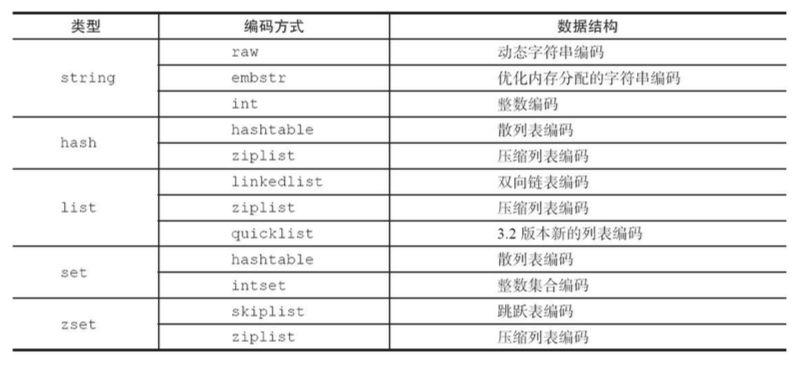 类型 编码方式 数据结构
string raw 动态字符串编码
embstr 优化内存分配的字符串编码
int 整数编码
hash hashtable 散列表编码
ziplist 压缩列表编码
list linkedlist 双向链表编码
ziplist 压缩列表编码
quicklist 3.2 版本新的列表编码
set hashtable 散列表编码
intset 整数集合编码
zset skiplist 跳跃表编码
ziplist 压缩列表编码